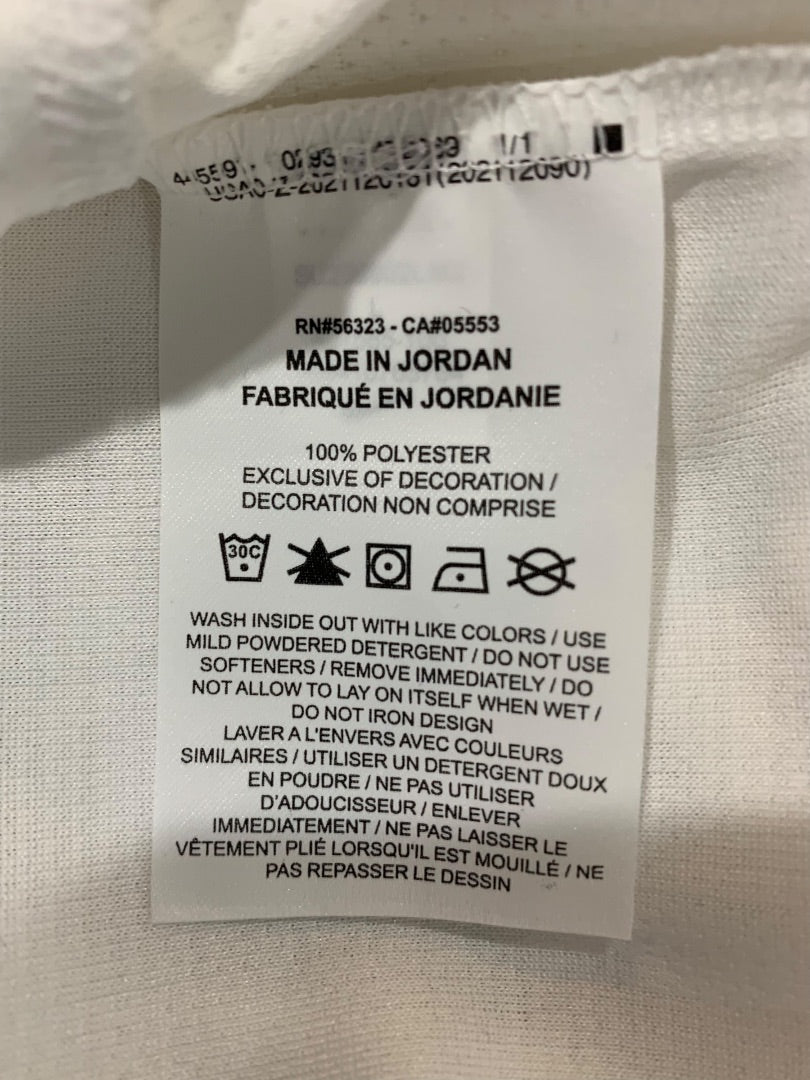 1/1
(202112090)
RN#56323 - CA#05553
MADE IN JORDAN
FABRIQUÉ EN JORDANIE
100% POLYESTER
EXCLUSIVE OF DECORATION /
DECORATION NON COMPRISE
30C
WASH INSIDE OUT WITH LIKE COLORS / USE
MILD POWDERED DETERGENT / DO NOT USE
SOFTENERS / REMOVE IMMEDIATELY / DO
NOT ALLOW TO LAY ON ITSELF WHEN WET /
DO NOT IRON DESIGN
LAVER A L'ENVERS AVEC COULEURS
SIMILAIRES / UTILISER UN DETERGENT DOUX
EN POUDRE / NE PAS UTILISER
D'ADOUCISSEUR / ENLEVER
IMMEDIATEMENT / NE PAS LAISSER LE
VÊTEMENT PLIÉ LORSQU'IL EST MOUILLÉ / NE
PAS REPASSER LE DESSIN